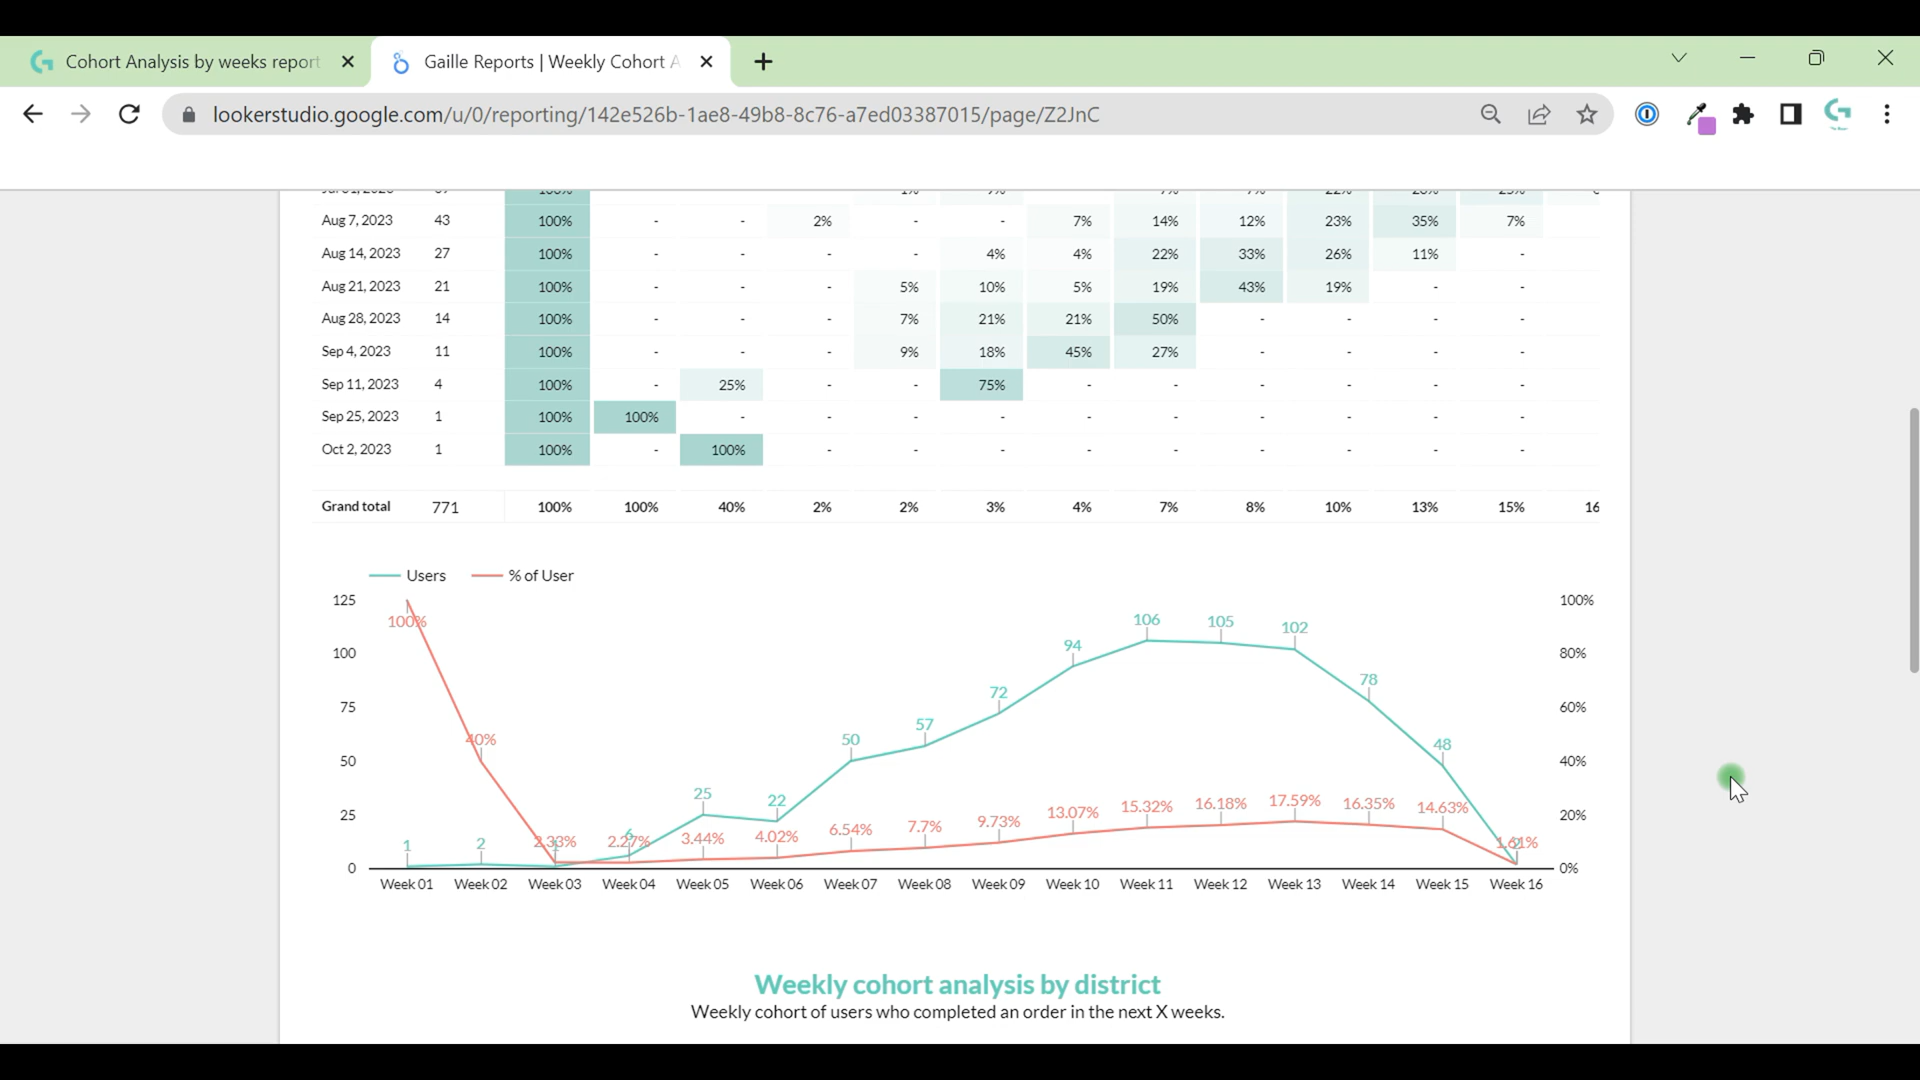 Cohort Analysis by weeks report
Gaille Reports | Weekly Cohort A
lookerstudio.google.com/u/0/reporting/142e526b-1ae8-49b8-8c76-a7ed03387015/page/Z2JnC
Aug 7, 2023 43 100% - - 2% - - 7% 14% 12% 23% 35% 7%
Aug 14, 2023 27 100% - - - - 4% 4% 22% 33% 26% 11% -
Aug 21, 2023 21 100% - - - 5% 10% 5% 19% 43% 19% - -
Aug 28, 2023 14 100% - - - 7% 21% 21% 50% - - - -
Sep 4, 2023 11 100% - - - 9% 18% 45% 27% - - - -
Sep 11, 2023 4 100% - 25% - - 75% - - - - - -
Sep 25, 2023 1 100% 100% - - - - - - - - - -
Oct 2, 2023 1 100% - 100% - - - - - - - - -
Grand total 771 100% 100% 40% 2% 2% 3% 4% 7% 8% 10% 13% 15% 16
Users % of User
125 100%
106 105 102
100% 94
100 80%
72 78
75 60%
57
40% 50 48
50 40%
25 22
25 20%
3.44% 4.02% 6.54% 7.7% 9.73% 13.07% 15.32% 16.18% 17.59% 16.35% 14.63%
1 2 2.33% 2.27% 6 1.61%
0 0%
Week 01 Week 02 Week 03 Week 04 Week 05 Week 06 Week 07 Week 08 Week 09 Week 10 Week 11 Week 12 Week 13 Week 14 Week 15 Week 16
Weekly cohort analysis by district
Weekly cohort of users who completed an order in the next X weeks.